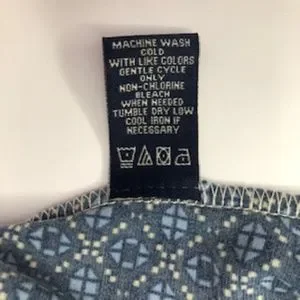 MACHINE WASH
COLD
WITH LIKE COLORS
GENTLE CYCLE
ONLY
NON-CHLORINE
BLEACH
WHEN NEEDED
TUMBLE DRY LOW
COOL IRON IF
NECESSARY